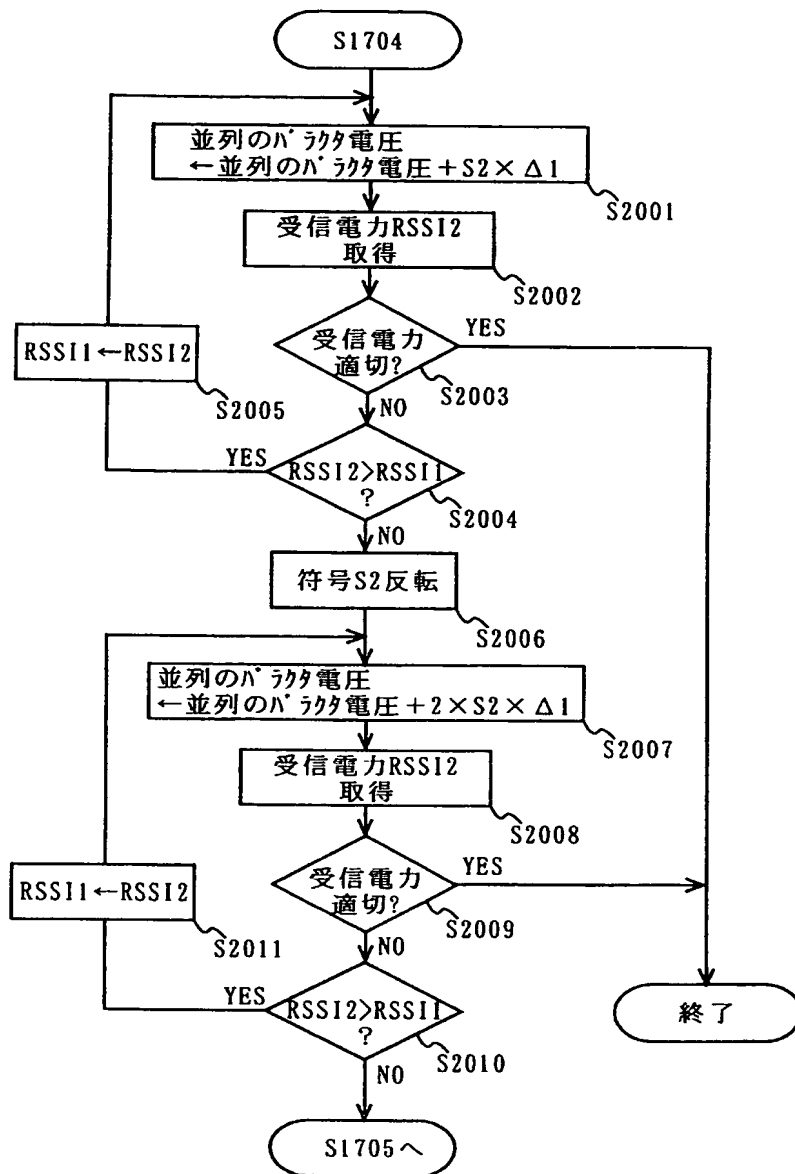 S1704
並列のバラクタ電圧
←並列のバラクタ電圧+S2×Δ1
S2001
受信電力RSSI2
取得
S2002
受信電力
適切?
YES
S2003
NO
RSSI1←RSSI2
S2005
YES
RSSI2>RSSI1
?
S2004
NO
符号S2反転
S2006
並列のバラクタ電圧
←並列のバラクタ電圧+2×S2×Δ1
S2007
受信電力RSSI2
取得
S2008
受信電力
適切?
YES
S2009
NO
RSSI1←RSSI2
S2011
YES
RSSI2>RSSI1
?
S2010
NO
終了
S1705へ